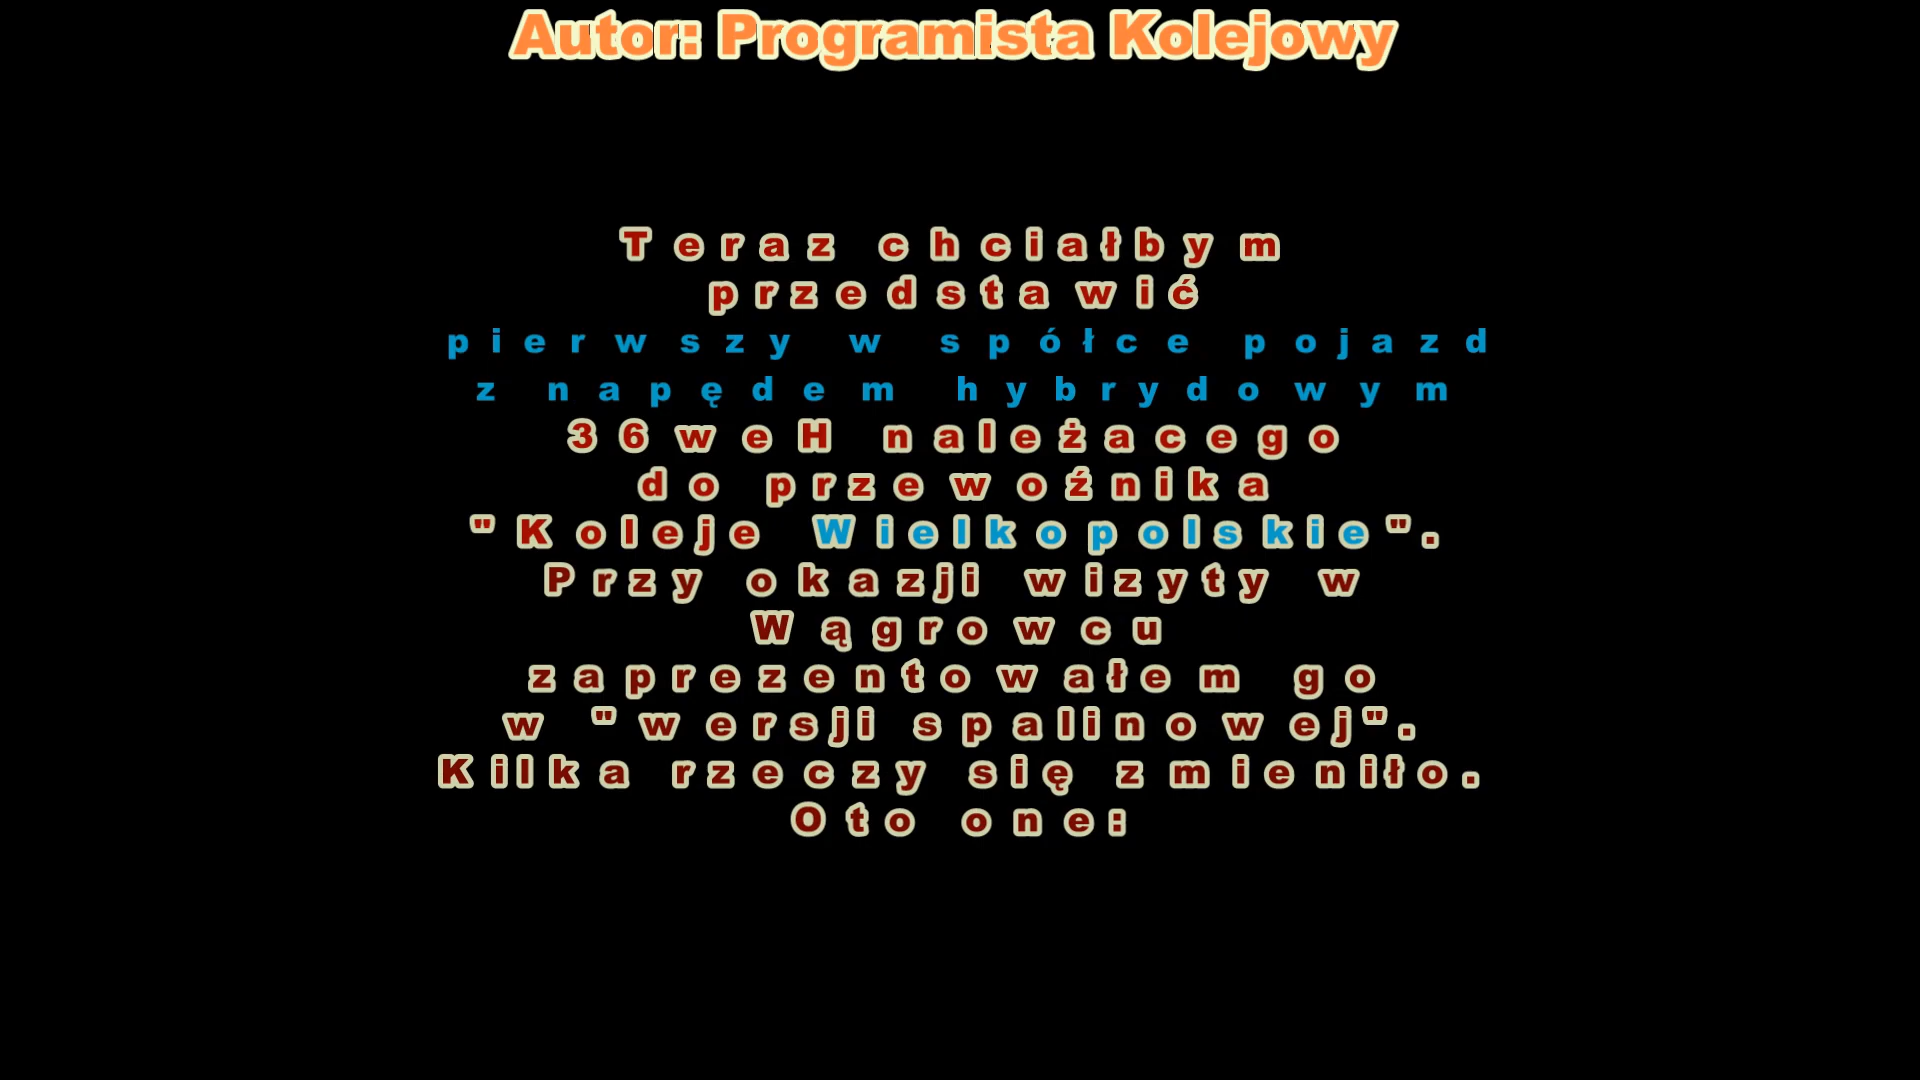 Autor: Programista Kolejowy
Teraz chciałbym
przedstawić
pierwszy w spółce pojazd
z napędem hybrydowym
36weH należacego
do przewoźnika
"Koleje Wielkopolskie".
Przy okazji wizyty w
Wągrowcu
zaprezentowałem go
w "wersji spalinowej".
Kilka rzeczy się zmieniło.
Oto one: